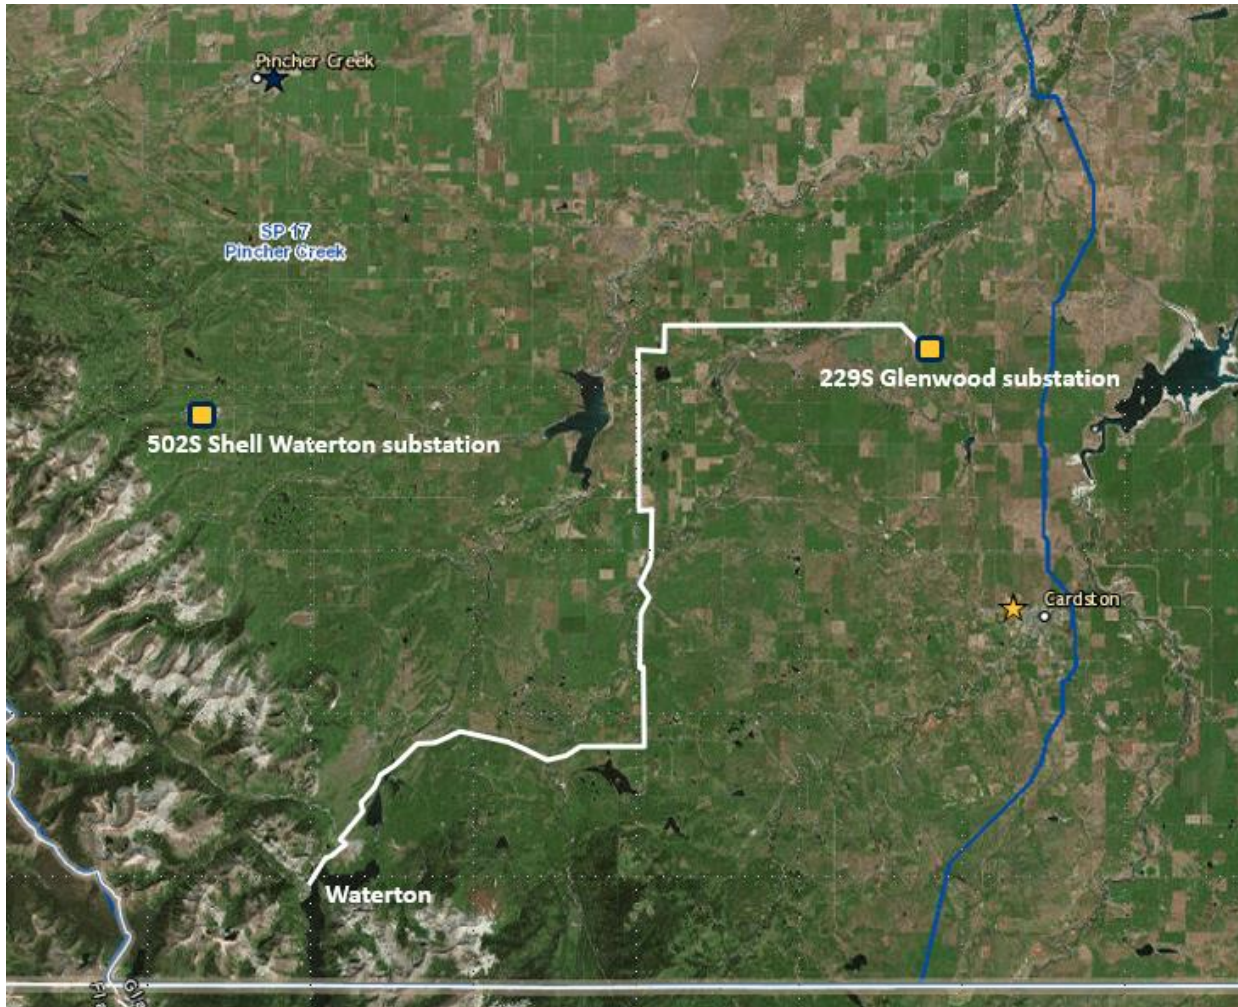 Pincher Creek
SP 17
Pincher Creek
229S Glenwood substation
502S Shell Waterton substation
Cardston
Waterton